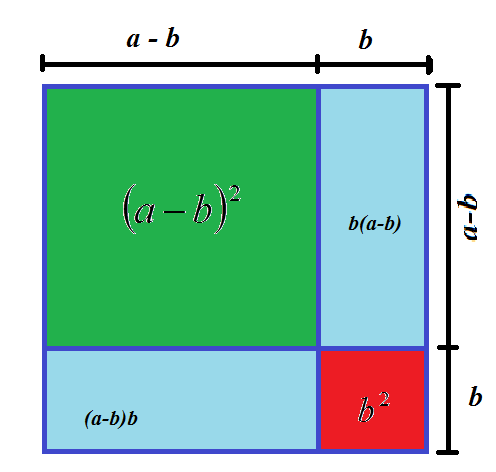 a - b
b
(a − b)²
b(a-b)
a-b
(a-b)b
b²
b